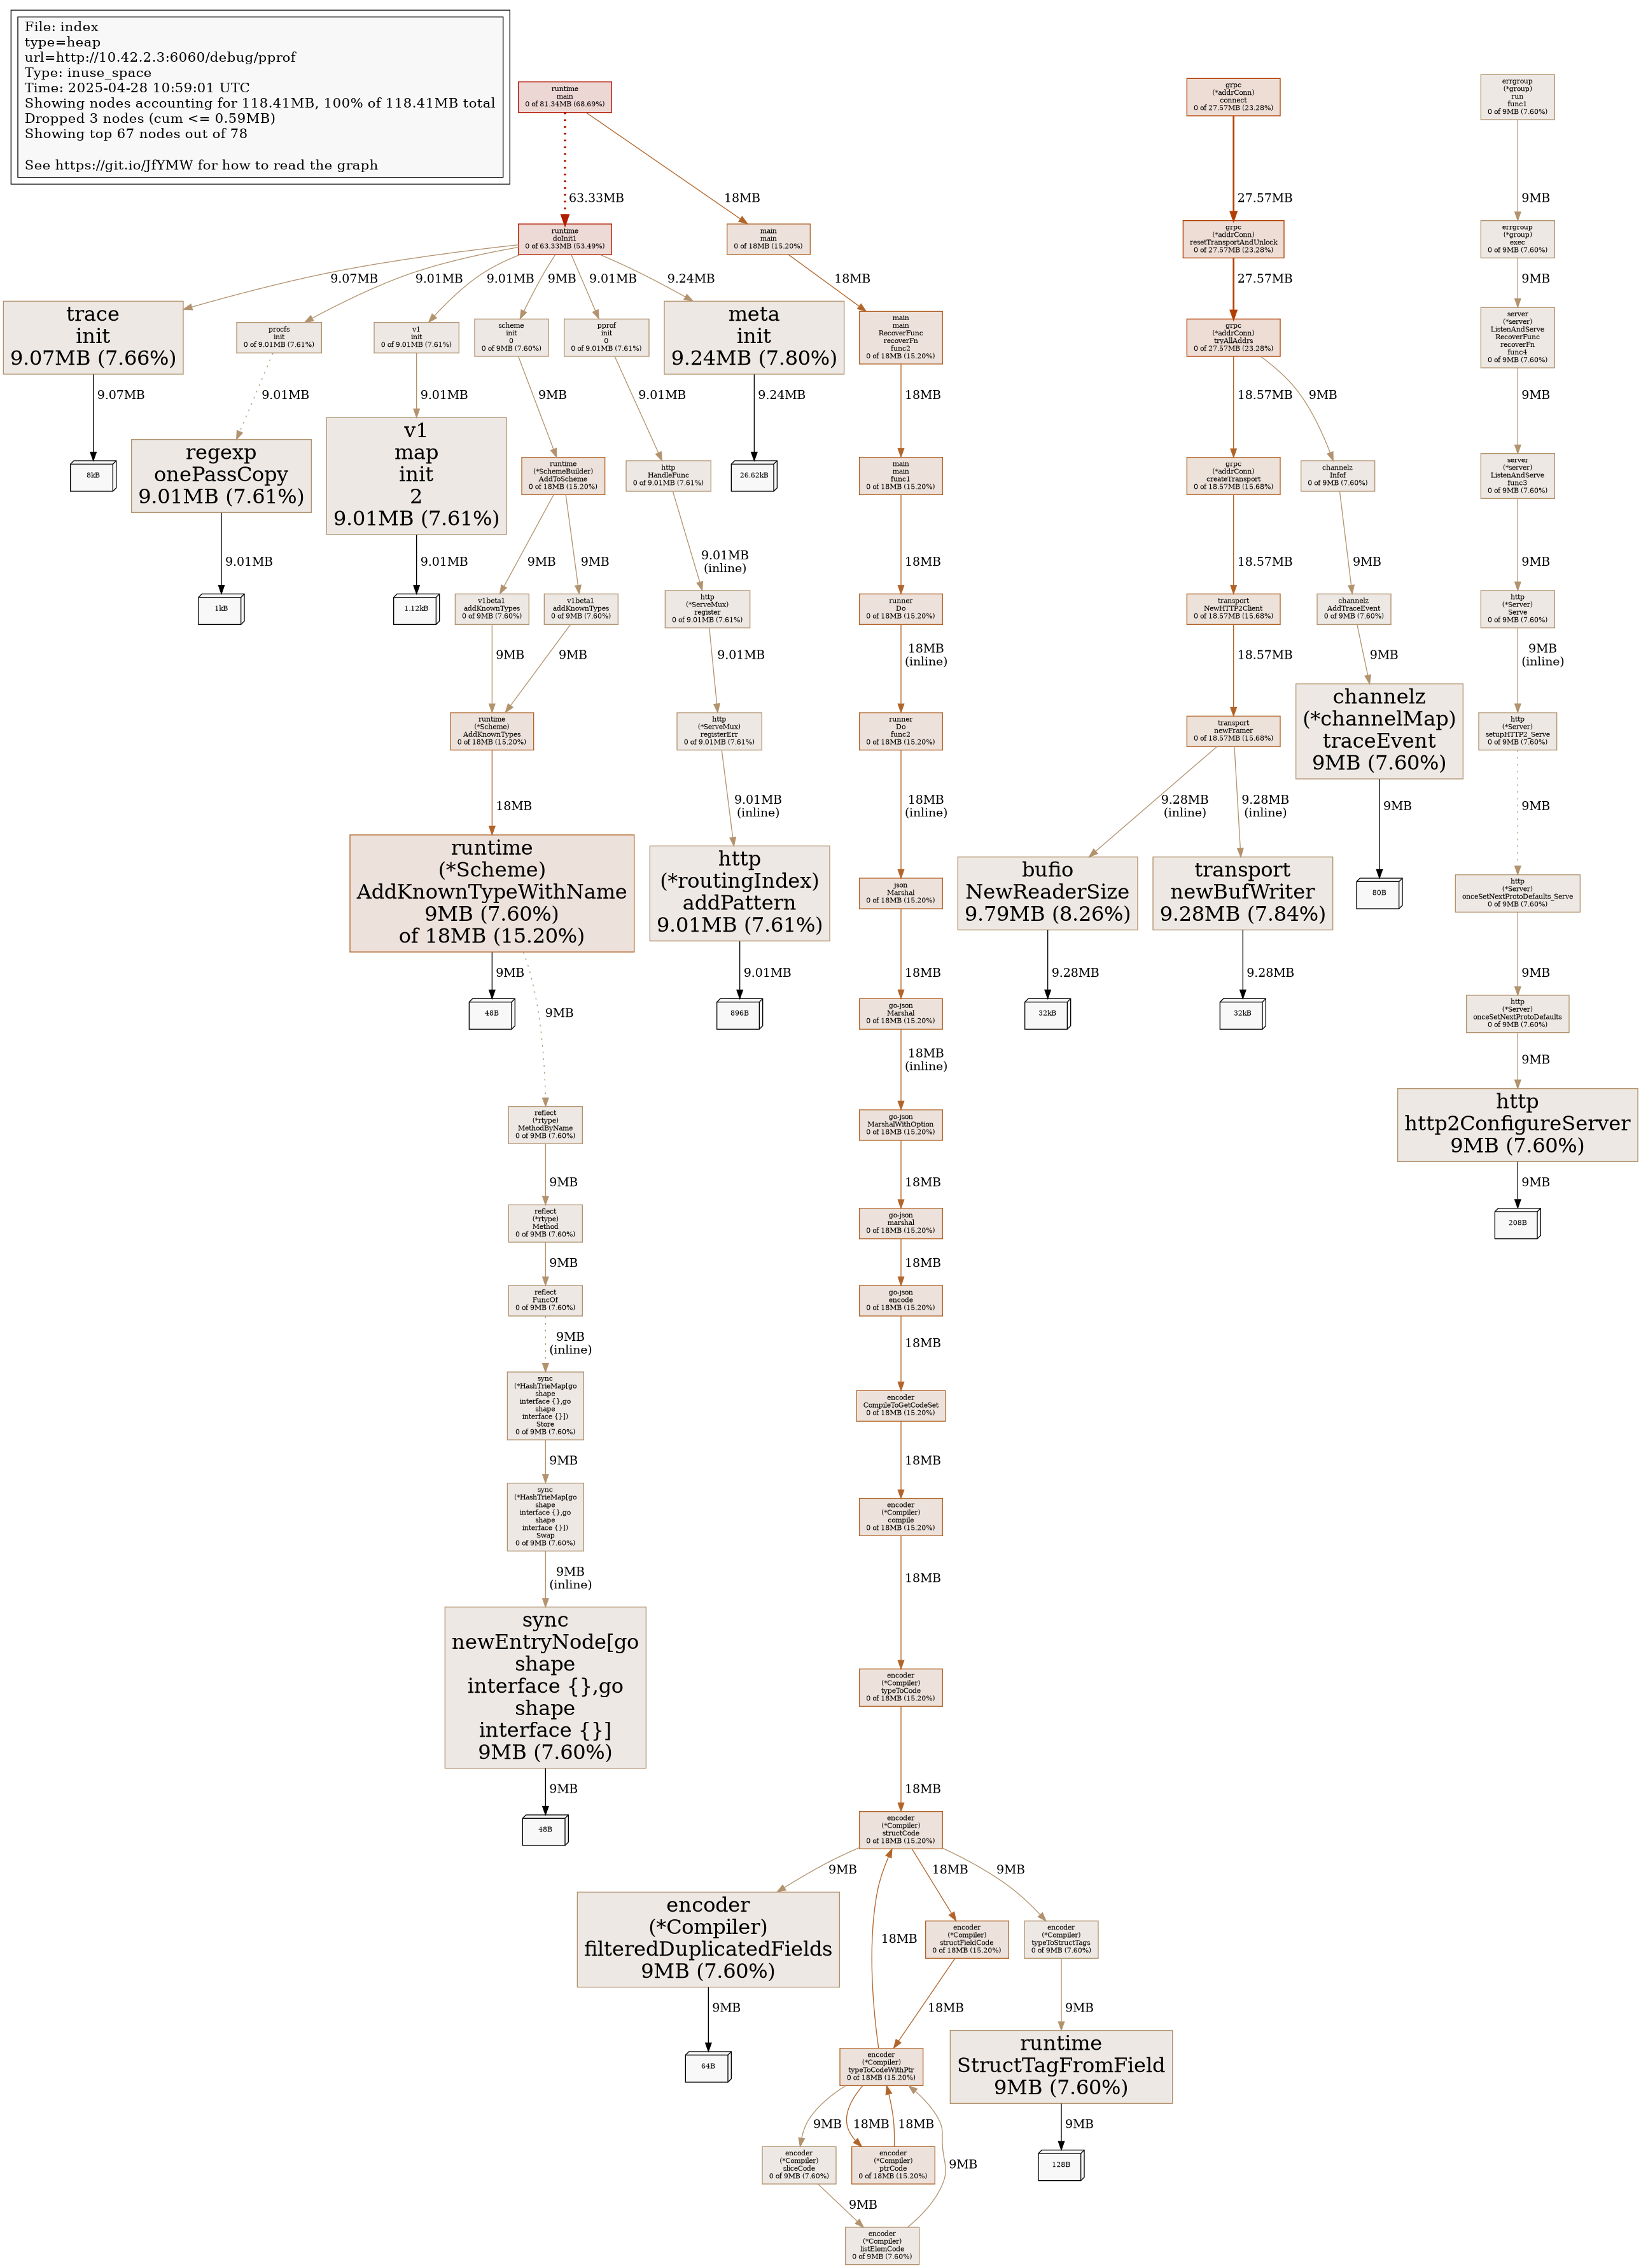 File: index
type=heap
url=http://10.42.2.3:6060/debug/pprof
Type: inuse_space
Time: 2025-04-28 10:59:01 UTC
Showing nodes accounting for 118.41MB, 100% of 118.41MB total
Dropped 3 nodes (cum <= 0.59MB)
Showing top 67 nodes out of 78
See https://git.io/JfYMW for how to read the graph
runtime
main
0 of 81.34MB (68.69%)
grpc
(*addrConn)
connect
0 of 27.57MB (23.28%)
errgroup
(*group)
run
func1
0 of 9MB (7.60%)
63.33MB
18MB
27.57MB
9MB
runtime
doInit1
0 of 63.33MB (53.49%)
main
main
0 of 18MB (15.20%)
grpc
(*addrConn)
resetTransportAndUnlock
0 of 27.57MB (23.28%)
errgroup
(*group)
exec
0 of 9MB (7.60%)
9.07MB
9.01MB
9.01MB
9MB
9.01MB
9.24MB
18MB
27.57MB
9MB
trace
init
9.07MB (7.66%)
procfs
init
0 of 9.01MB (7.61%)
v1
init
0 of 9.01MB (7.61%)
scheme
init
0
0 of 9MB (7.60%)
pprof
init
0
0 of 9.01MB (7.61%)
meta
init
9.24MB (7.80%)
main
main
RecoverFunc
recoverFn
func2
0 of 18MB (15.20%)
grpc
(*addrConn)
tryAllAddrs
0 of 27.57MB (23.28%)
server
(*server)
ListenAndServe
RecoverFunc
recoverFn
func4
0 of 9MB (7.60%)
9.07MB
9.01MB
9.01MB
9MB
9.01MB
9.24MB
18MB
18.57MB
9MB
9MB
8kB
regexp
onePassCopy
9.01MB (7.61%)
v1
map
init
2
9.01MB (7.61%)
runtime
(*SchemeBuilder)
AddToScheme
0 of 18MB (15.20%)
http
HandleFunc
0 of 9.01MB (7.61%)
26.62kB
main
main
func1
0 of 18MB (15.20%)
grpc
(*addrConn)
createTransport
0 of 18.57MB (15.68%)
channelz
Infof
0 of 9MB (7.60%)
server
(*server)
ListenAndServe
func3
0 of 9MB (7.60%)
9.01MB
9.01MB
9MB
9MB
9.01MB
(inline)
18MB
18.57MB
9MB
9MB
1kB
1.12kB
v1beta1
addKnownTypes
0 of 9MB (7.60%)
v1beta1
addKnownTypes
0 of 9MB (7.60%)
http
(*ServeMux)
register
0 of 9.01MB (7.61%)
runner
Do
0 of 18MB (15.20%)
transport
NewHTTP2Client
0 of 18.57MB (15.68%)
channelz
AddTraceEvent
0 of 9MB (7.60%)
http
(*Server)
Serve
0 of 9MB (7.60%)
9MB
9MB
9.01MB
18MB
(inline)
18.57MB
9MB
9MB
(inline)
runtime
(*Scheme)
AddKnownTypes
0 of 18MB (15.20%)
http
(*ServeMux)
registerErr
0 of 9.01MB (7.61%)
runner
Do
func2
0 of 18MB (15.20%)
transport
newFramer
0 of 18.57MB (15.68%)
channelz
(*channelMap)
traceEvent
9MB (7.60%)
http
(*Server)
setupHTTP2_Serve
0 of 9MB (7.60%)
18MB
9.01MB
(inline)
18MB
(inline)
9.28MB
(inline)
9.28MB
(inline)
9MB
9MB
runtime
(*Scheme)
AddKnownTypeWithName
9MB (7.60%)
of 18MB (15.20%)
http
(*routingIndex)
addPattern
9.01MB (7.61%)
json
Marshal
0 of 18MB (15.20%)
bufio
NewReaderSize
9.79MB (8.26%)
transport
newBufWriter
9.28MB (7.84%)
80B
http
(*Server)
onceSetNextProtoDefaults_Serve
0 of 9MB (7.60%)
9MB
9MB
9.01MB
18MB
9.28MB
9.28MB
9MB
48B
896B
go-json
Marshal
0 of 18MB (15.20%)
32kB
32kB
http
(*Server)
onceSetNextProtoDefaults
0 of 9MB (7.60%)
18MB
(inline)
9MB
reflect
(*rtype)
MethodByName
0 of 9MB (7.60%)
go-json
MarshalWithOption
0 of 18MB (15.20%)
http
http2ConfigureServer
9MB (7.60%)
9MB
18MB
9MB
reflect
(*rtype)
Method
0 of 9MB (7.60%)
go-json
marshal
0 of 18MB (15.20%)
208B
9MB
18MB
reflect
FuncOf
0 of 9MB (7.60%)
go-json
encode
0 of 18MB (15.20%)
9MB
(inline)
18MB
sync
(*HashTrieMap[go
shape
interface {},go
shape
interface {}])
Store
0 of 9MB (7.60%)
encoder
CompileToGetCodeSet
0 of 18MB (15.20%)
9MB
18MB
sync
(*HashTrieMap[go
shape
interface {},go
shape
interface {}])
Swap
0 of 9MB (7.60%)
encoder
(*Compiler)
compile
0 of 18MB (15.20%)
9MB
(inline)
18MB
sync
newEntryNode[go
shape
interface {},go
shape
interface {}]
9MB (7.60%)
encoder
(*Compiler)
typeToCode
0 of 18MB (15.20%)
9MB
18MB
48B
encoder
(*Compiler)
structCode
0 of 18MB (15.20%)
9MB
18MB
9MB
encoder
(*Compiler)
filteredDuplicatedFields
9MB (7.60%)
18MB
encoder
(*Compiler)
structFieldCode
0 of 18MB (15.20%)
encoder
(*Compiler)
typeToStructTags
0 of 9MB (7.60%)
9MB
18MB
9MB
64B
encoder
(*Compiler)
typeToCodeWithPtr
0 of 18MB (15.20%)
runtime
StructTagFromField
9MB (7.60%)
9MB
18MB
18MB
9MB
encoder
(*Compiler)
sliceCode
0 of 9MB (7.60%)
encoder
(*Compiler)
ptrCode
0 of 18MB (15.20%)
9MB
128B
9MB
encoder
(*Compiler)
listElemCode
0 of 9MB (7.60%)